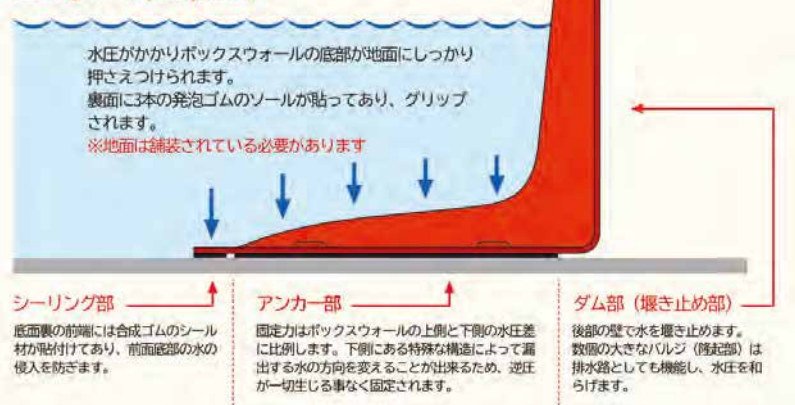 水圧がかかりボックスウォールの底部が地面にしっかり
押さえつけられます。
裏面に3本の発泡ゴムのソールが貼ってあり、グリップ
されます。
※地面は舗装されている必要があります
シーリング部
底面裏の前端には合成ゴムのシール
材が貼付けてあり、前面底部の水の
侵入を防ぎます。
アンカー部
固定力はボックスウォールの上側と下側の水圧差
に比例します。下側にある特殊な構造によって漏
出する水の方向を変えることが出来るため、逆圧
が一切生じる事なく固定されます。
ダム部（堰き止め部）
後部の壁で水を堰き止めます。
数個の大きなバルジ（隆起部）は
排水路としても機能し、水圧を和
らげます。